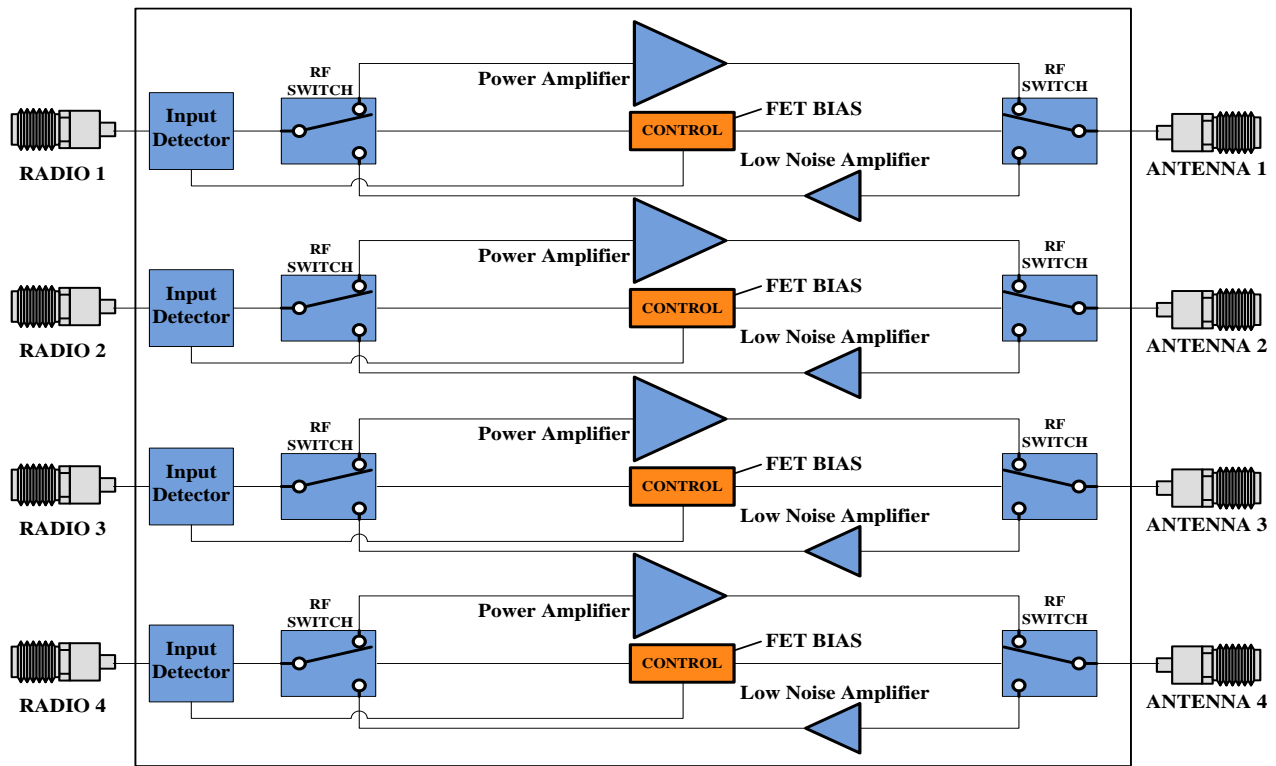 RF
SWITCH
Power Amplifier
RF
SWITCH
Input
Detector
FET BIAS
CONTROL
Low Noise Amplifier
RADIO 1
ANTENNA 1
RF
SWITCH
Power Amplifier
RF
SWITCH
Input
Detector
FET BIAS
CONTROL
Low Noise Amplifier
RADIO 2
ANTENNA 2
RF
SWITCH
Power Amplifier
RF
SWITCH
Input
Detector
FET BIAS
CONTROL
Low Noise Amplifier
RADIO 3
ANTENNA 3
RF
SWITCH
Power Amplifier
RF
SWITCH
Input
Detector
FET BIAS
CONTROL
Low Noise Amplifier
RADIO 4
ANTENNA 4